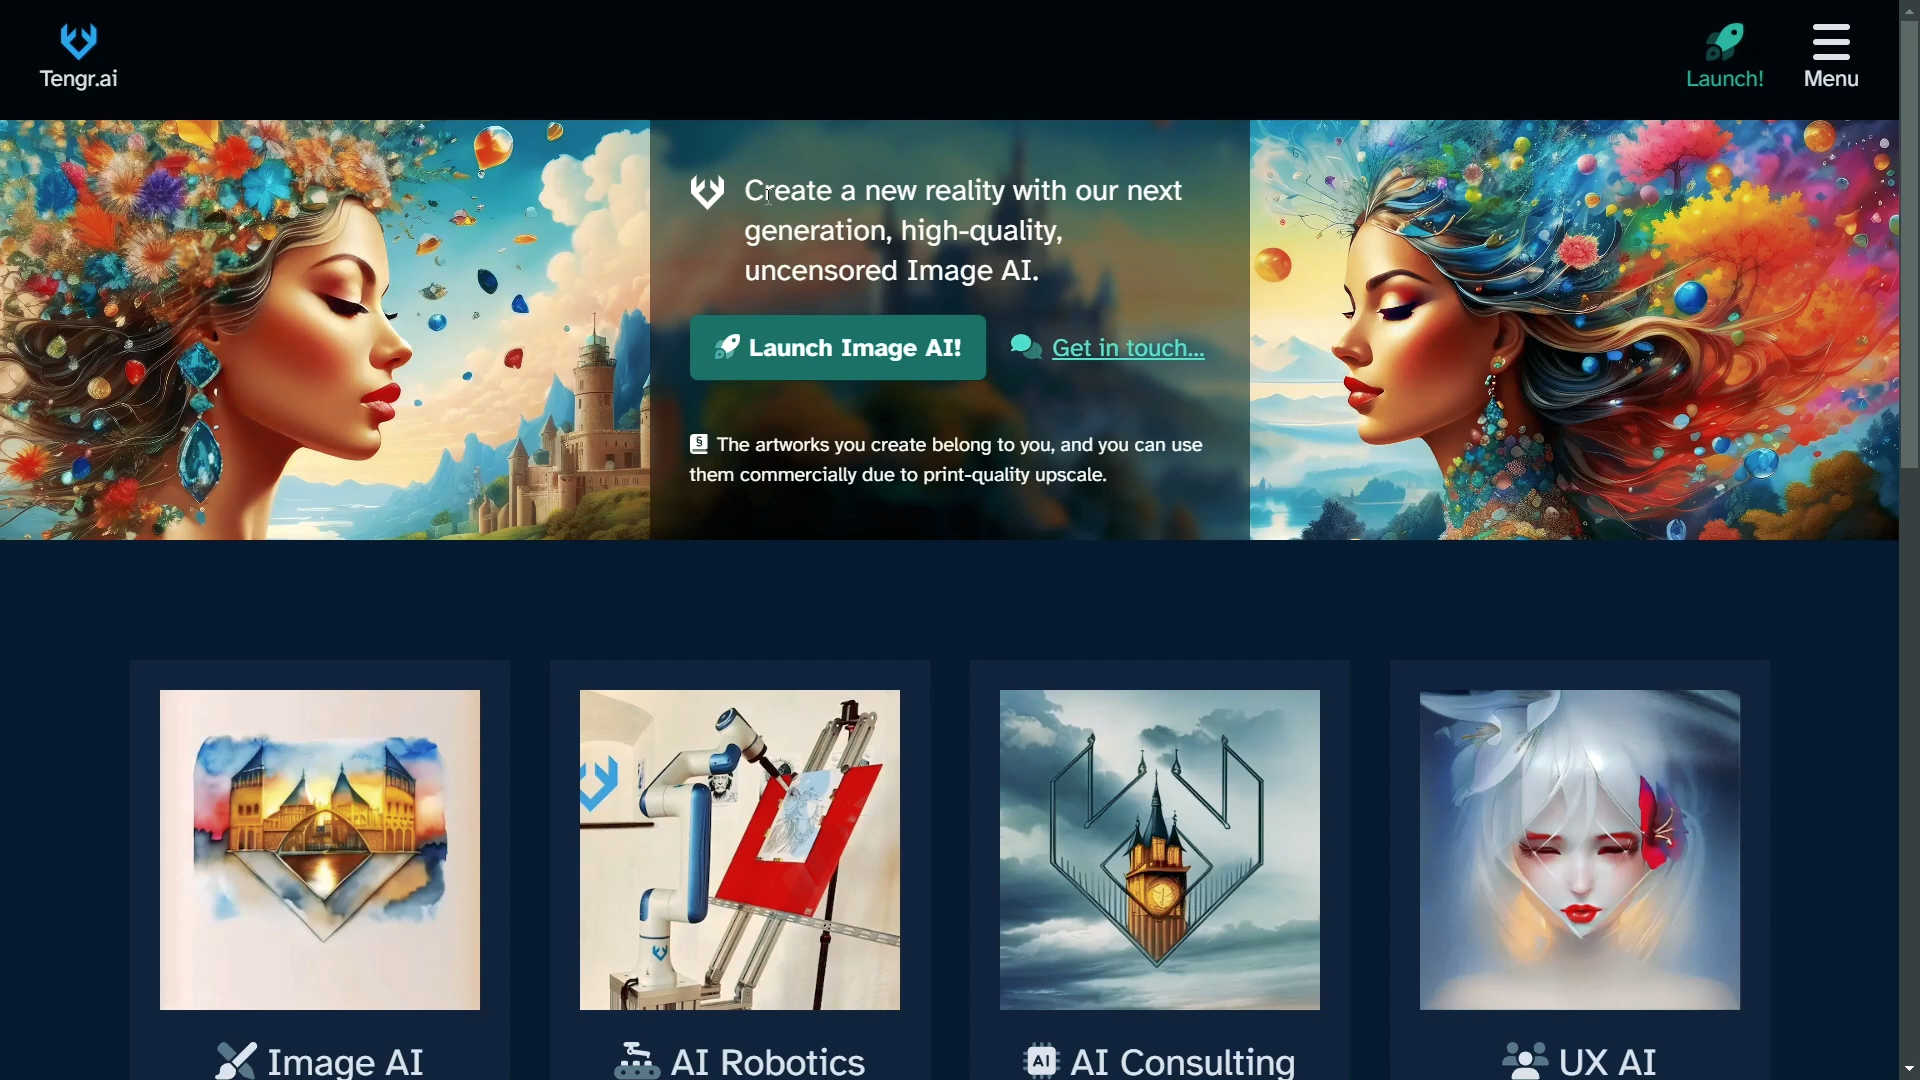 Tengr.ai
Launch!
Menu
Create a new reality with our next
generation, high-quality,
uncensored Image AI.
Launch Image AI!
Get in touch...
The artworks you create belong to you, and you can use
them commercially due to print-quality upscale.
Image AI
AI Robotics
AI
AI Consulting
UX AI